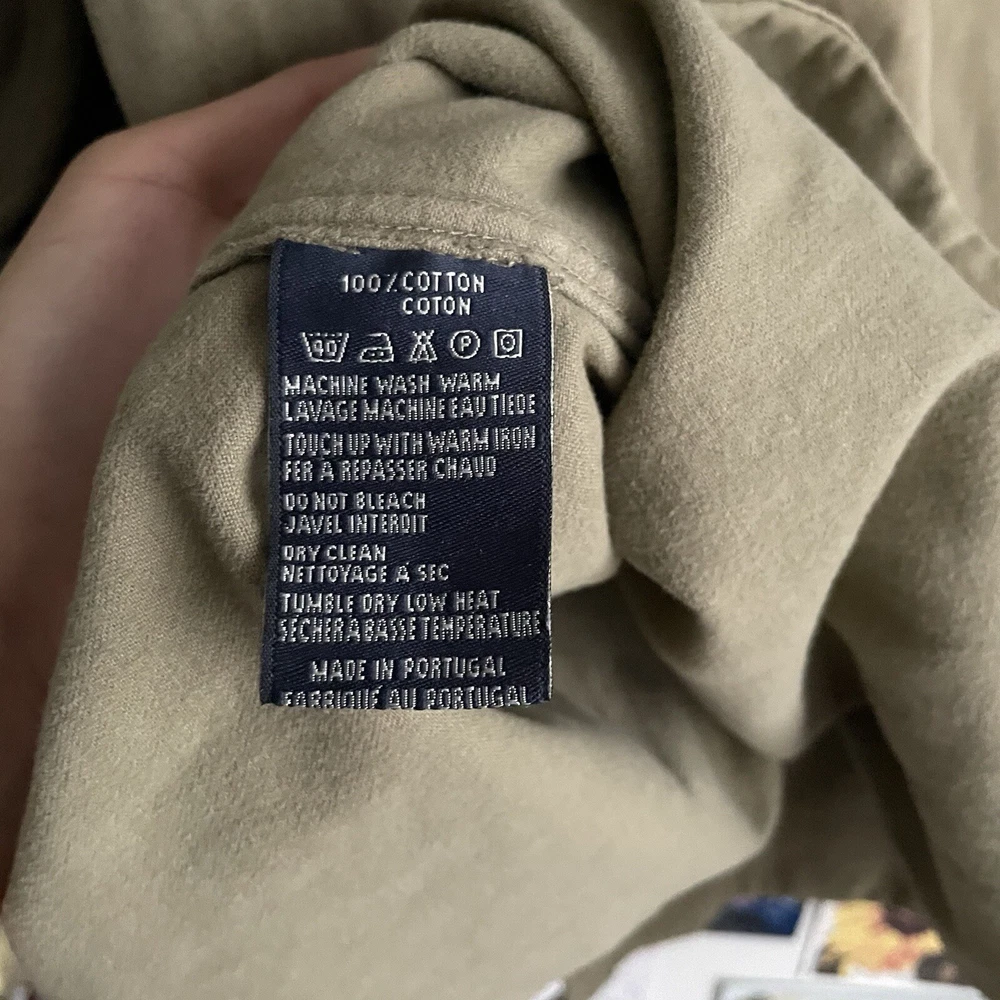 100% COTTON
COTON
40 P
MACHINE WASH WARM
LAVAGE MACHINE EAU TIEDE
TOUCH UP WITH WARM IRON
FER A REPASSER CHAUD
DO NOT BLEACH
JAVEL INTERDIT
DRY CLEAN
NETTOYAGE A SEC
TUMBLE DRY LOW HEAT
SECHER A BASSE TEMPERATURE
MADE IN PORTUGAL
FABRIQUE AU PORTUGAL